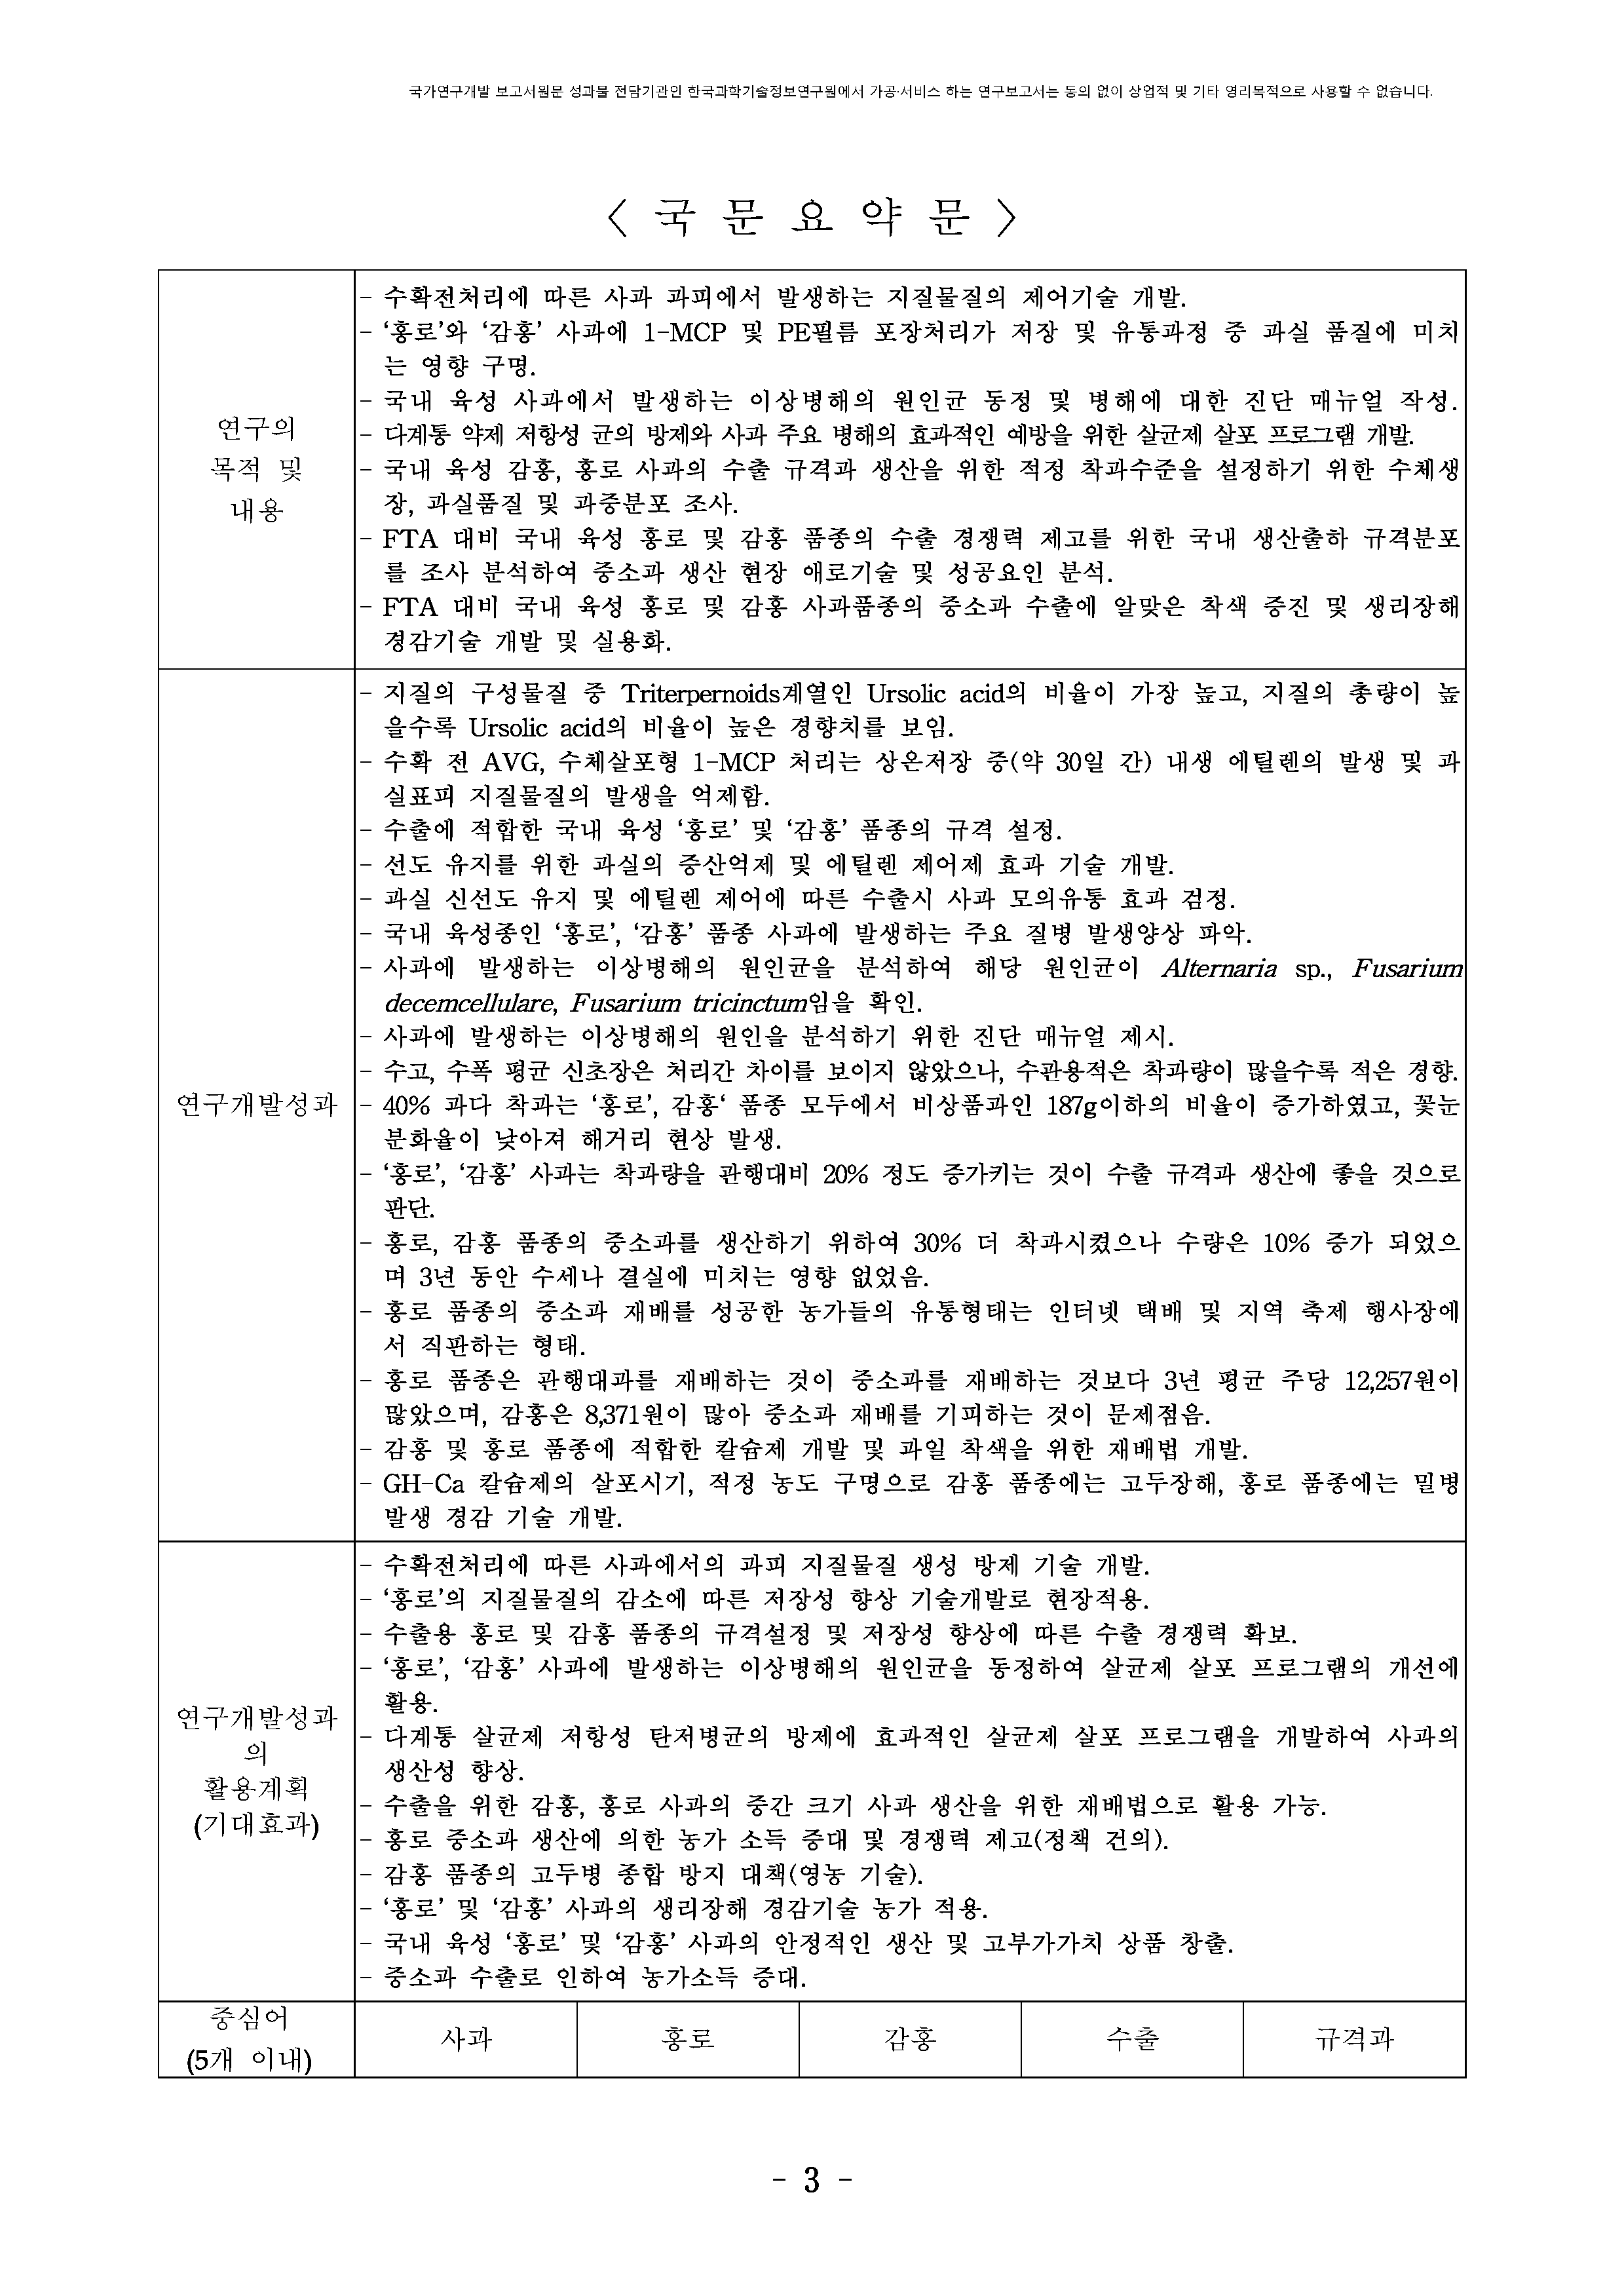 국가연구개발 보고서원문 성과물 전담기관인 한국과학기술정보연구원에서 가공·서비스 하는 연구보고서는 동의 없이 상업적 및 기타 영리목적으로 사용할 수 없습니다.
〈 국 문 요 약 문 〉
연구의
목적 및
내용
- 수확전처리에 따른 사과 과피에서 발생하는 지질물질의 제어기술 개발.
- ‘홍로’와 ‘감홍’ 사과에 1-MCP 및 PE필름 포장처리가 저장 및 유통과정 중 과실 품질에 미치
는 영향 구명.
- 국내 육성 사과에서 발생하는 이상병해의 원인균 동정 및 병해에 대한 진단 매뉴얼 작성.
- 다계통 약제 저항성 균의 방제와 사과 주요 병해의 효과적인 예방을 위한 살균제 살포 프로그램 개발.
- 국내 육성 감홍, 홍로 사과의 수출 규격과 생산을 위한 적정 착과수준을 설정하기 위한 수체생
장, 과실품질 및 과중분포 조사.
- FTA 대비 국내 육성 홍로 및 감홍 품종의 수출 경쟁력 제고를 위한 국내 생산출하 규격분포
를 조사 분석하여 중소과 생산 현장 애로기술 및 성공요인 분석.
- FTA 대비 국내 육성 홍로 및 감홍 사과품종의 중소과 수출에 알맞은 착색 증진 및 생리장해
경감기술 개발 및 실용화.
연구개발성과
- 지질의 구성물질 중 Triterpernoids계열인 Ursolic acid의 비율이 가장 높고, 지질의 총량이 높
을수록 Ursolic acid의 비율이 높은 경향치를 보임.
- 수확 전 AVG, 수체살포형 1-MCP 처리는 상온저장 중(약 30일 간) 내생 에틸렌의 발생 및 과
실표피 지질물질의 발생을 억제함.
- 수출에 적합한 국내 육성 ‘홍로’ 및 ‘감홍’ 품종의 규격 설정.
- 선도 유지를 위한 과실의 증산억제 및 에틸렌 제어제 효과 기술 개발.
- 과실 신선도 유지 및 에틸렌 제어에 따른 수출시 사과 모의유통 효과 검정.
- 국내 육성종인 ‘홍로’, ‘감홍’ 품종 사과에 발생하는 주요 질병 발생양상 파악.
- 사과에 발생하는 이상병해의 원인균을 분석하여 해당 원인균이 Alternaria sp., Fusarium
decemcellulare, Fusarium tricinctum임을 확인.
- 사과에 발생하는 이상병해의 원인을 분석하기 위한 진단 매뉴얼 제시.
- 수고, 수폭 평균 신초장은 처리간 차이를 보이지 않았으나, 수관용적은 착과량이 많을수록 적은 경향.
- 40% 과다 착과는 ‘홍로’, 감홍‘ 품종 모두에서 비상품과인 187g이하의 비율이 증가하였고, 꽃눈
분화율이 낮아져 해거리 현상 발생.
- ‘홍로’, ‘감홍’ 사과는 착과량을 관행대비 20% 정도 증가키는 것이 수출 규격과 생산에 좋을 것으로
판단.
- 홍로, 감홍 품종의 중소과를 생산하기 위하여 30% 더 착과시켰으나 수량은 10% 증가 되었으
며 3년 동안 수세나 결실에 미치는 영향 없었음.
- 홍로 품종의 중소과 재배를 성공한 농가들의 유통형태는 인터넷 택배 및 지역 축제 행사장에
서 직판하는 형태.
- 홍로 품종은 관행대과를 재배하는 것이 중소과를 재배하는 것보다 3년 평균 주당 12,257원이
많았으며, 감홍은 8,371원이 많아 중소과 재배를 기피하는 것이 문제점음.
- 감홍 및 홍로 품종에 적합한 칼슘제 개발 및 과일 착색을 위한 재배법 개발.
- GH-Ca 칼슘제의 살포시기, 적정 농도 구명으로 감홍 품종에는 고두장해, 홍로 품종에는 밀병
발생 경감 기술 개발.
연구개발성과
의
활용계획
(기대효과)
- 수확전처리에 따른 사과에서의 과피 지질물질 생성 방제 기술 개발.
- ‘홍로’의 지질물질의 감소에 따른 저장성 향상 기술개발로 현장적용.
- 수출용 홍로 및 감홍 품종의 규격설정 및 저장성 향상에 따른 수출 경쟁력 확보.
- ‘홍로’, ‘감홍’ 사과에 발생하는 이상병해의 원인균을 동정하여 살균제 살포 프로그램의 개선에
활용.
- 다계통 살균제 저항성 탄저병균의 방제에 효과적인 살균제 살포 프로그램을 개발하여 사과의
생산성 향상.
- 수출을 위한 감홍, 홍로 사과의 중간 크기 사과 생산을 위한 재배법으로 활용 가능.
- 홍로 중소과 생산에 의한 농가 소득 증대 및 경쟁력 제고(정책 건의).
- 감홍 품종의 고두병 종합 방지 대책(영농 기술).
- ‘홍로’ 및 ‘감홍’ 사과의 생리장해 경감기술 농가 적용.
- 국내 육성 ‘홍로’ 및 ‘감홍’ 사과의 안정적인 생산 및 고부가가치 상품 창출.
- 중소과 수출로 인하여 농가소득 증대.
중심어
(5개 이내)
사과 홍로 감홍 수출 규격과
- 3 -